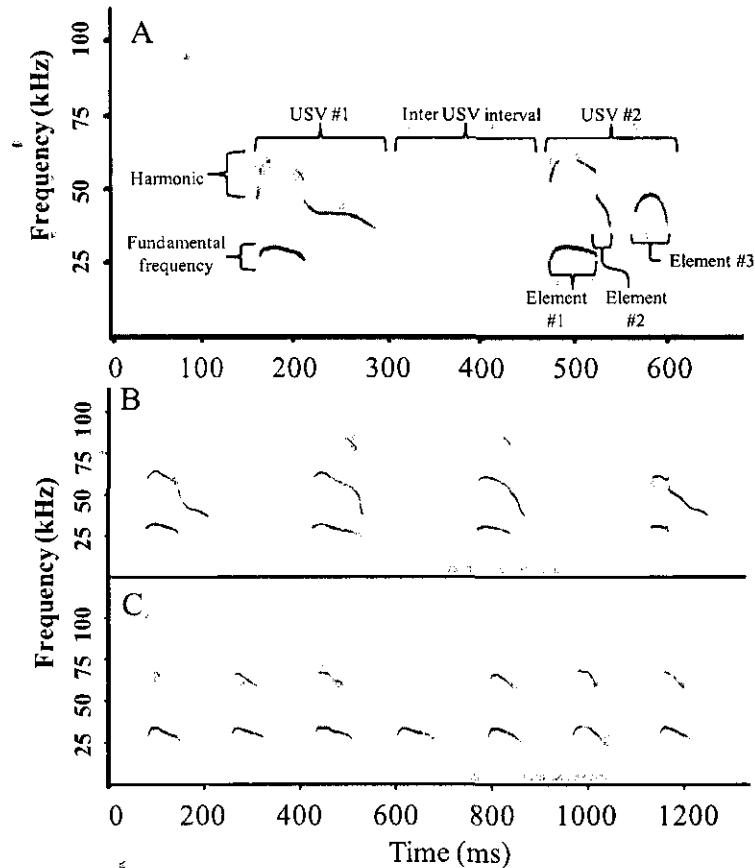 A
Frequency (kHz)
100
75
50
25
USV #1
Inter USV interval
USV #2
Harmonic
Fundamental
frequency
Element
#1
Element
#2
Element #3
0 100 200 300 400 500 600
B
Frequency (kHz)
100
75
50
25
C
100
75
50
25
0 200 400 600 800 1000 1200
Time (ms)